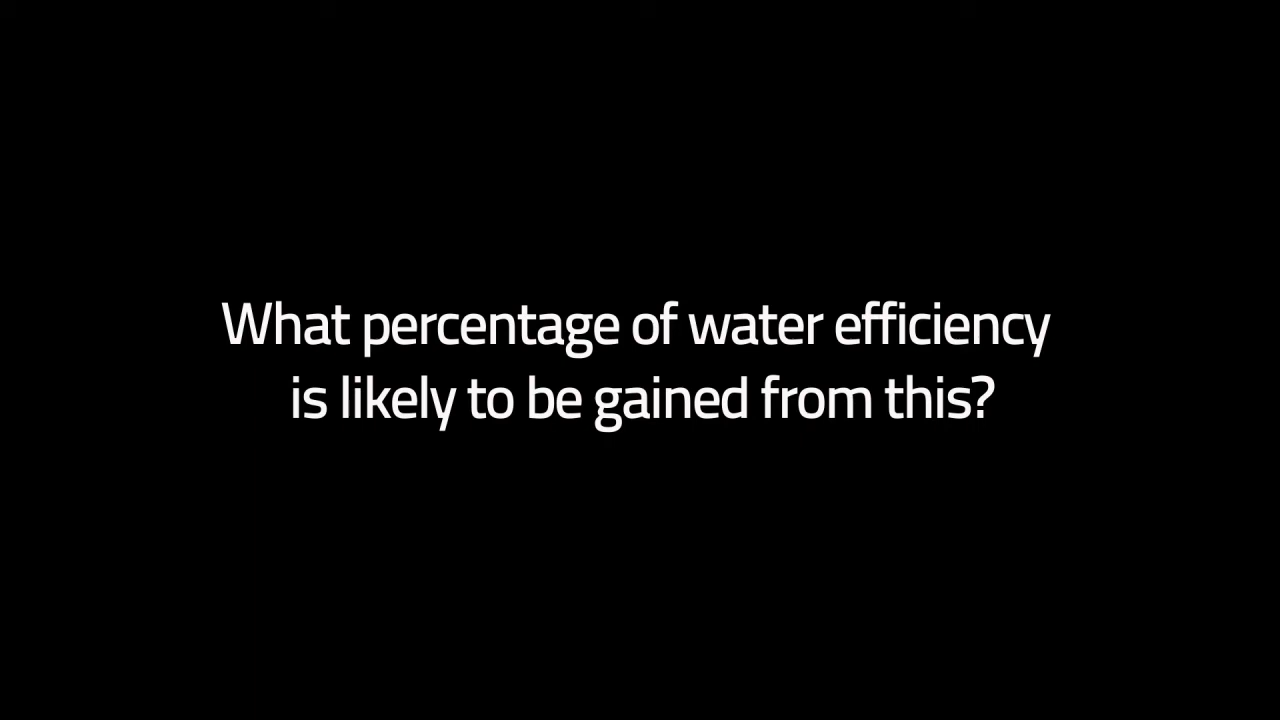 What percentage of water efficiency
is likely to be gained from this?